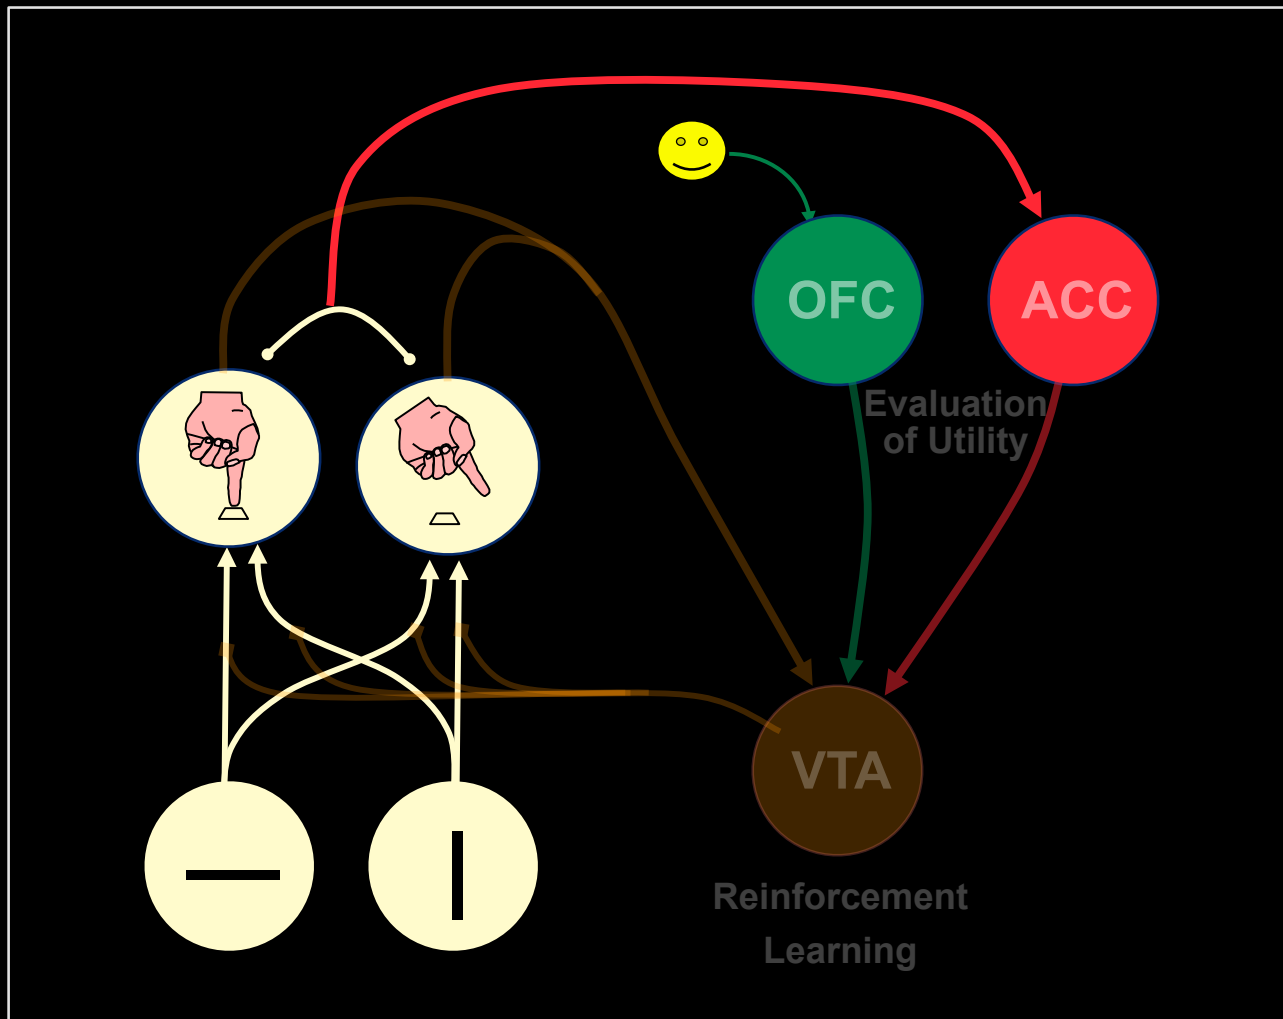 OFC
ACC
Evaluation
of Utility
VTA
Reinforcement
Learning